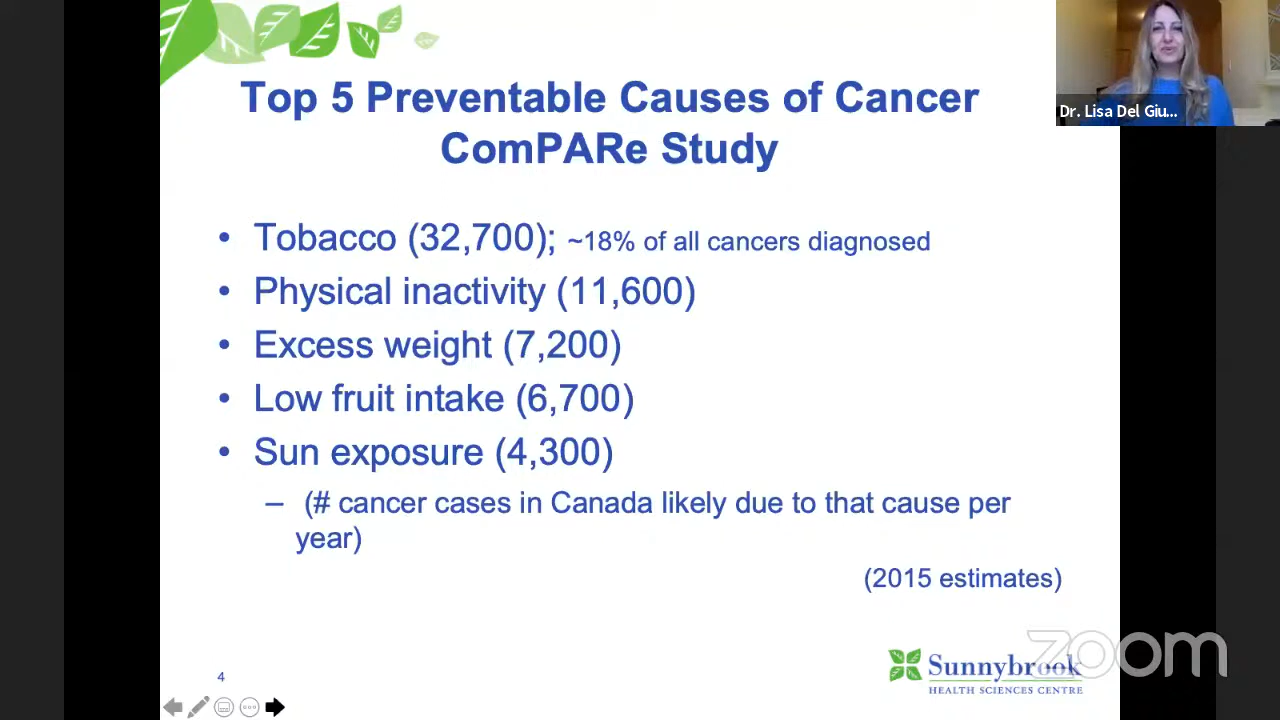 Top 5 Preventable Causes of Cancer
ComPARe Study
Dr. Lisa Del Giu...
• Tobacco (32,700); ~18% of all cancers diagnosed
• Physical inactivity (11,600)
• Excess weight (7,200)
• Low fruit intake (6,700)
• Sun exposure (4,300)
– (# cancer cases in Canada likely due to that cause per
year)
(2015 estimates)
zoom
Sunnybrook
HEALTH SCIENCES CENTRE
4